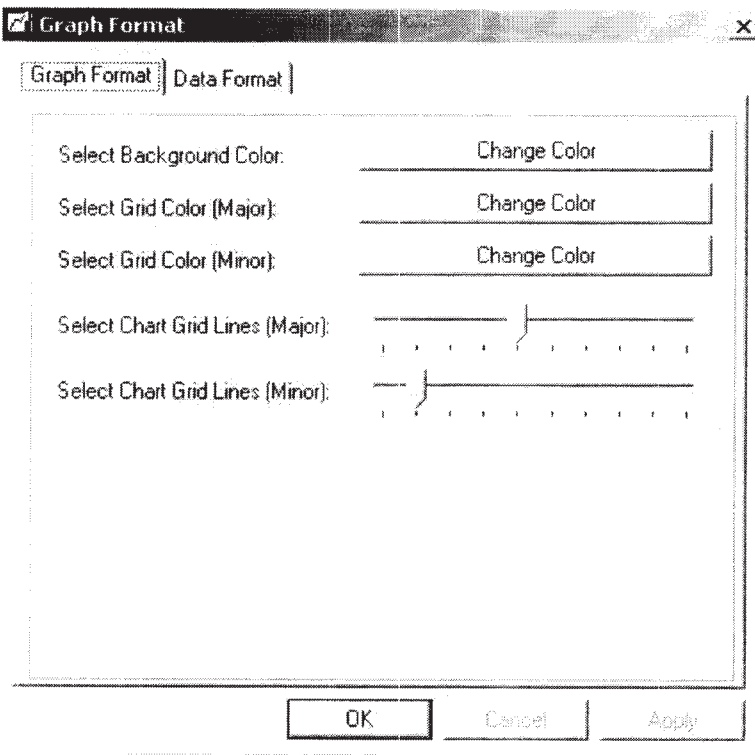 Graph Format
Graph Format Data Format
Select Background Color: Change Color
Select Grid Color (Major): Change Color
Select Grid Color (Minor): Change Color
Select Chart Grid Lines (Major):
Select Chart Grid Lines (Minor):
OK Cancel Apply